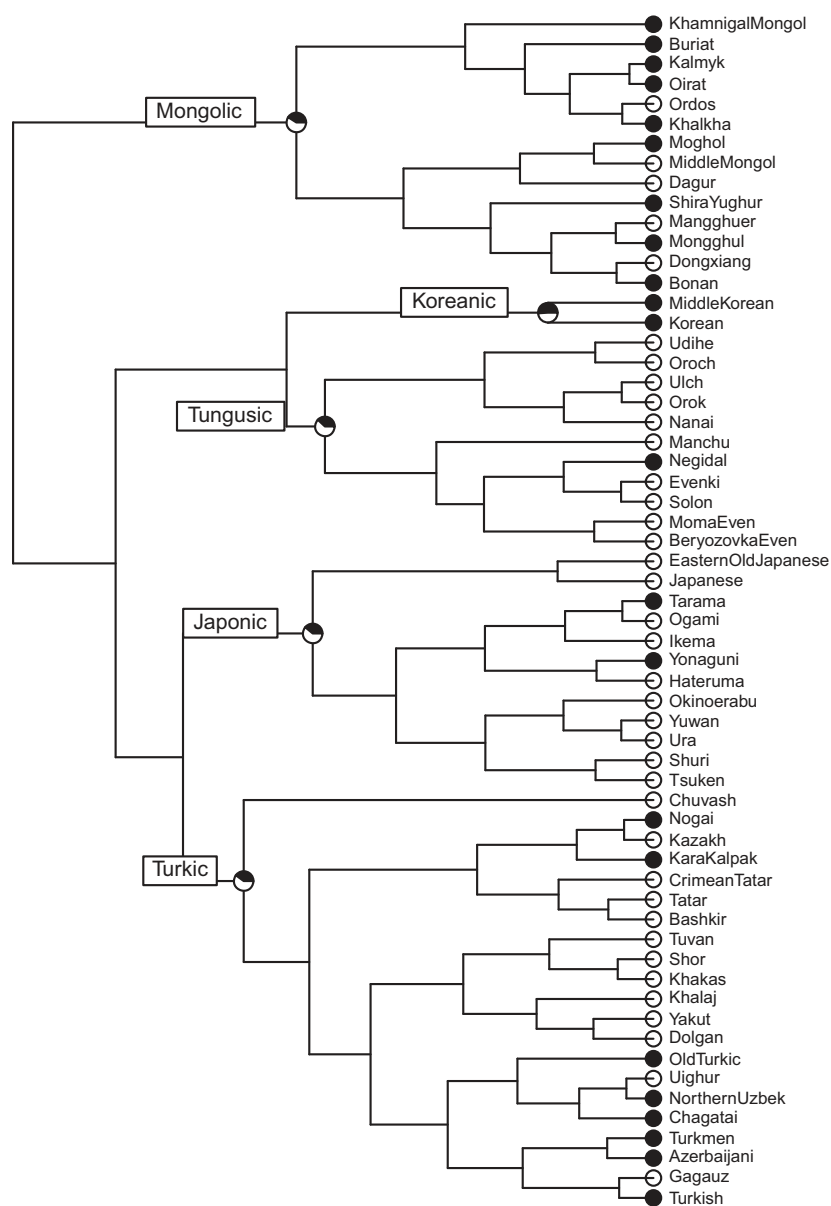 KhamnigalMongol
Buriat
Kalmyk
Oirat
Ordos
Khalkha
Mongolic
Moghol
MiddleMongol
Dagur
ShiraYughur
Mangghuer
Mongghul
Dongxiang
Bonan
Koreanic
MiddleKorean
Korean
Udihe
Oroch
Ulch
Orok
Tungusic
Nanai
Manchu
Negidal
Evenki
Solon
MomaEven
BeryozovkaEven
EasternOldJapanese
Japanese
Tarama
Japonic
Ogami
Ikema
Yonaguni
Hateruma
Okinoerabu
Yuwan
Ura
Shuri
Tsuken
Chuvash
Nogai
Kazakh
KaraKalpak
Turkic
CrimeanTatar
Tatar
Bashkir
Tuvan
Shor
Khakas
Khalaj
Yakut
Dolgan
OldTurkic
Uighur
NorthernUzbek
Chagatai
Turkmen
Azerbaijani
Gagauz
Turkish